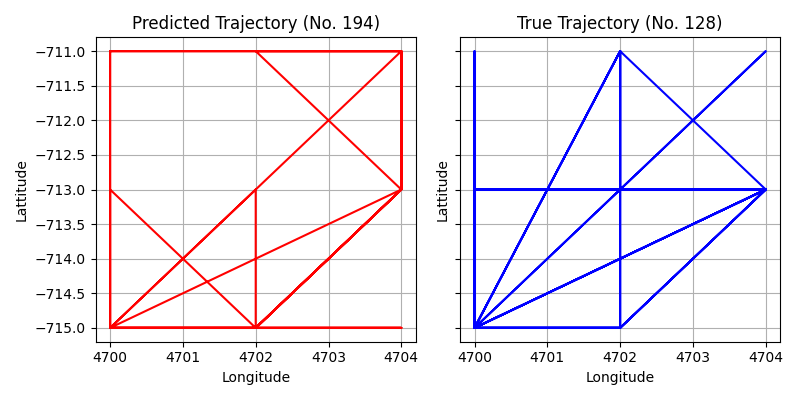 Predicted Trajectory (No. 194)
True Trajectory (No. 128)
−711.0
−711.5
−712.0
−712.5
−713.0
−713.5
−714.0
−714.5
−715.0
Lattitude
Lattitude
4700 4701 4702 4703 4704
4700 4701 4702 4703 4704
Longitude
Longitude